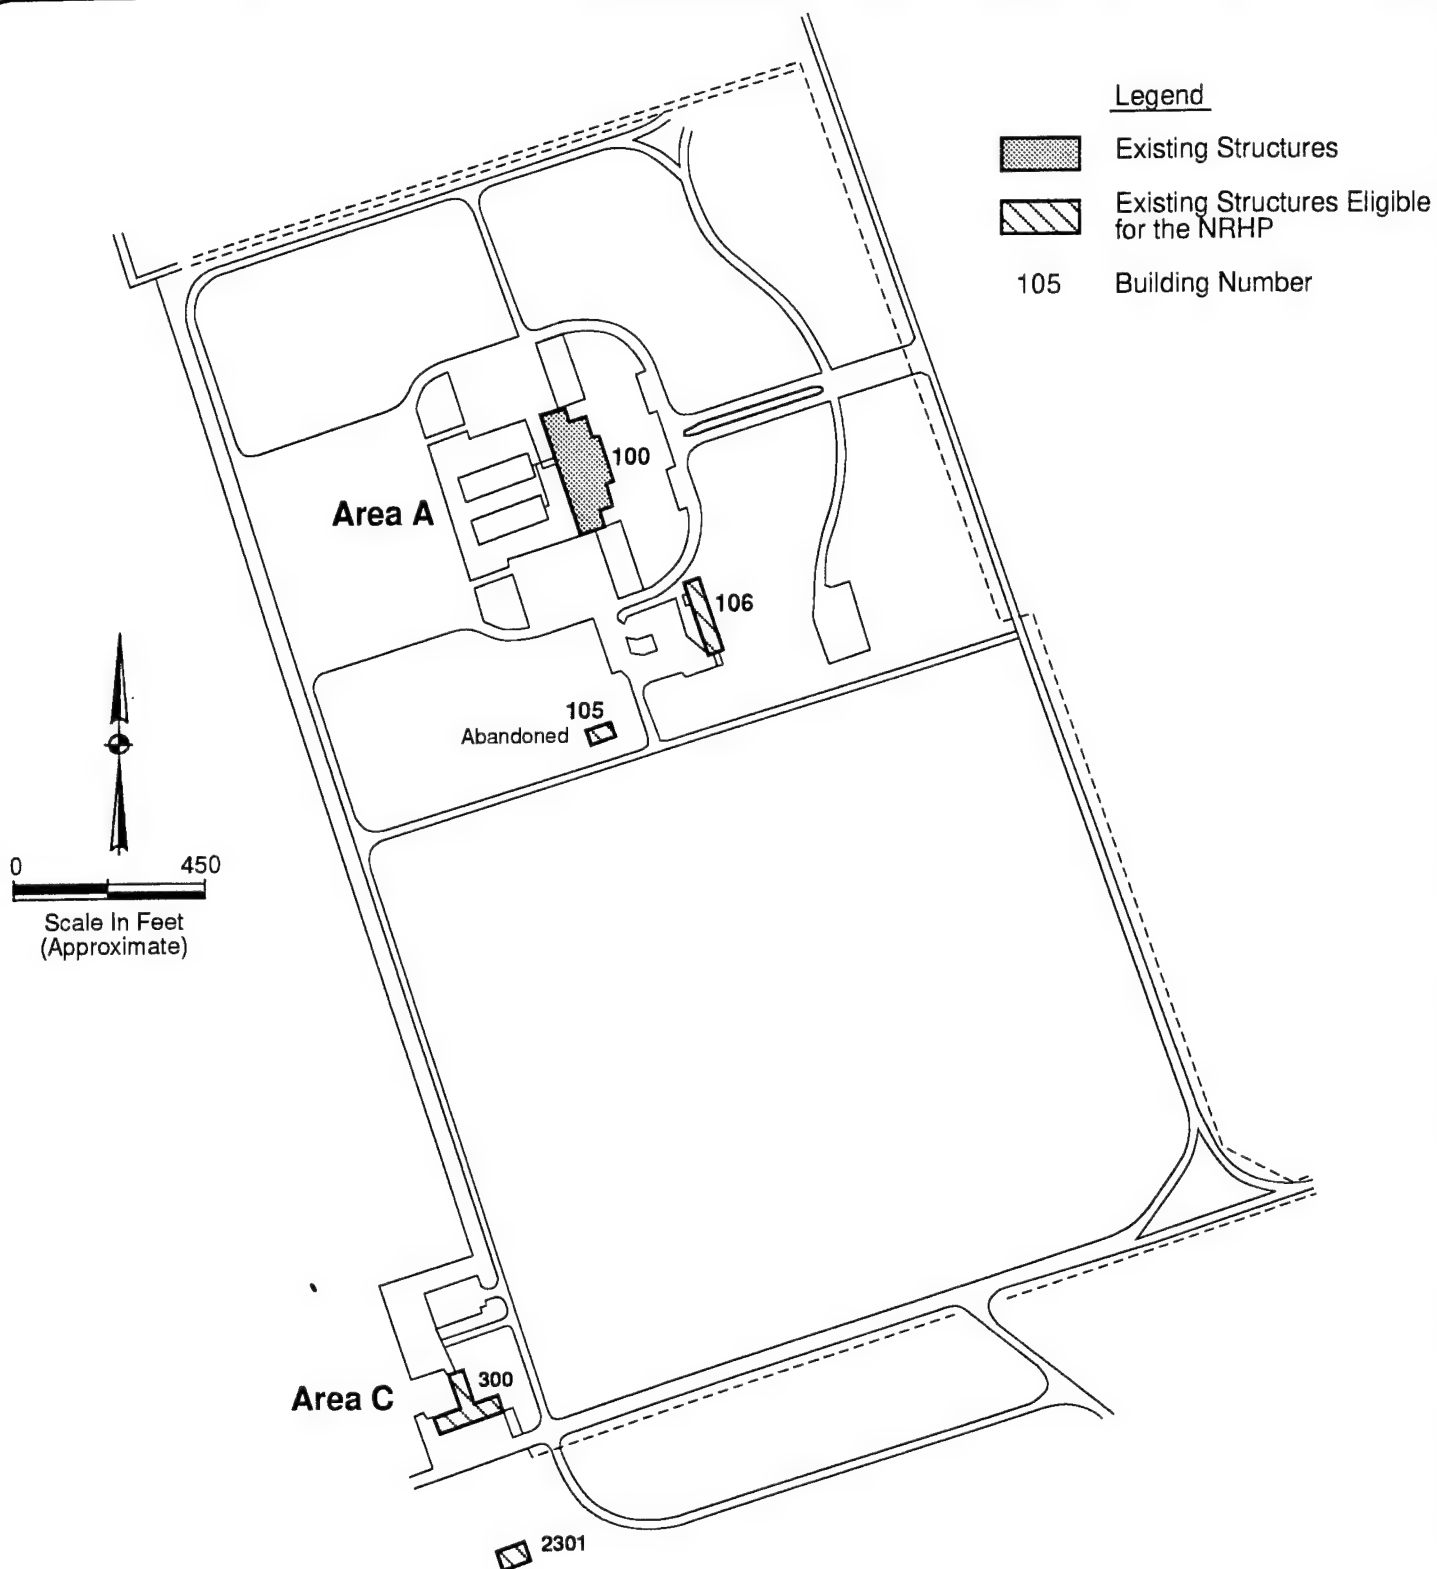 Legend
Existing Structures
Existing Structures Eligible
for the NRHP
105 Building Number
100
Area A
106
105
Abandoned
0 450
Scale In Feet
(Approximate)
300
Area C
2301